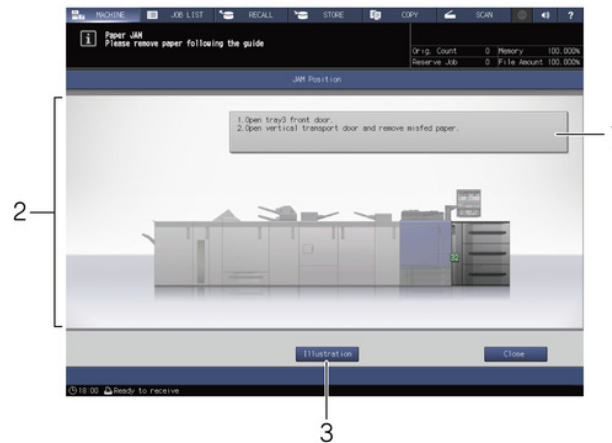 MACHINE JOB LIST RECALL STORE COPY SCAN ?
Paper JAM
Please remove paper following the guide
Orig. Count 0 Memory 100.000%
Reserve Job 0 File Amount 100.000%
JAM Position
1.Open tray3 front door.
2.Open vertical transport door and remove misfed paper.
2
32
Illustration Close
18:00 Ready to receive
3